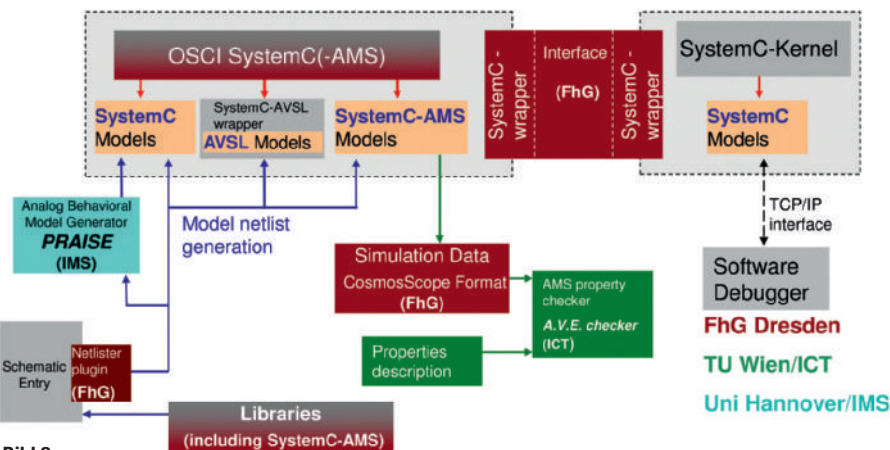 OSCI SystemC(-AMS)
SystemC
Models
SystemC-AVSL
wrapper
AVSL Models
SystemC-AMS
Models
SystemC -
wrapper
Interface
(FhG)
SystemC -
wrapper
SystemC-Kernel
SystemC
Models
Analog Behavioral
Model Generator
PRAISE
(IMS)
Model netlist
generation
TCP/IP
interface
Simulation Data
CosmosScope Format
(FhG)
AMS property
checker
A.V.E. checker
(ICT)
Properties
description
Software
Debugger
FhG Dresden
TU Wien/ICT
Uni Hannover/IMS
Schematic
Entry
Netlister
plugin
(FhG)
Libraries
(including SystemC-AMS)